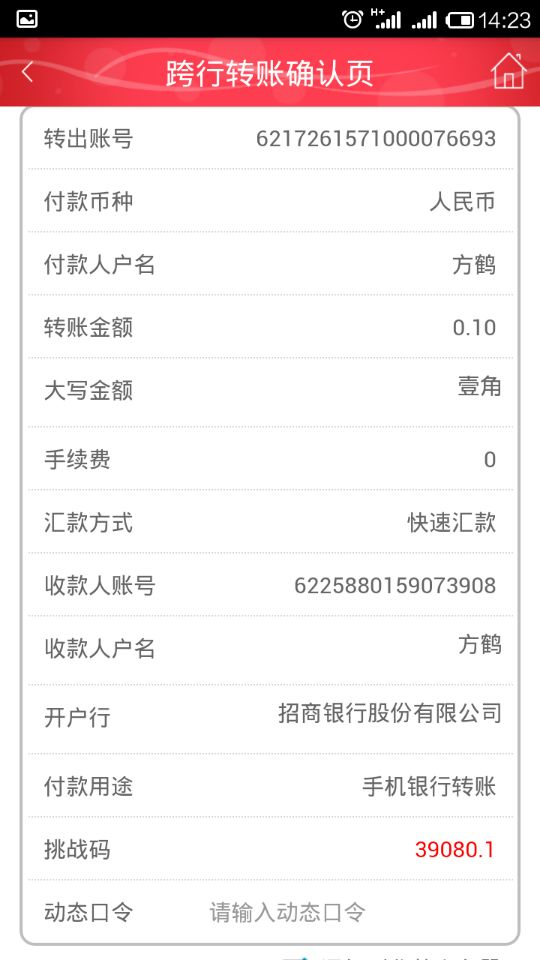 H+ 14:23
跨行转账确认页
转出账号 6217261571000076693
付款币种 人民币
付款人户名 方鹤
转账金额 0.10
大写金额 壹角
手续费 0
汇款方式 快速汇款
收款人账号 6225880159073908
收款人户名 方鹤
开户行 招商银行股份有限公司
付款用途 手机银行转账
挑战码 39080.1
动态口令 请输入动态口令